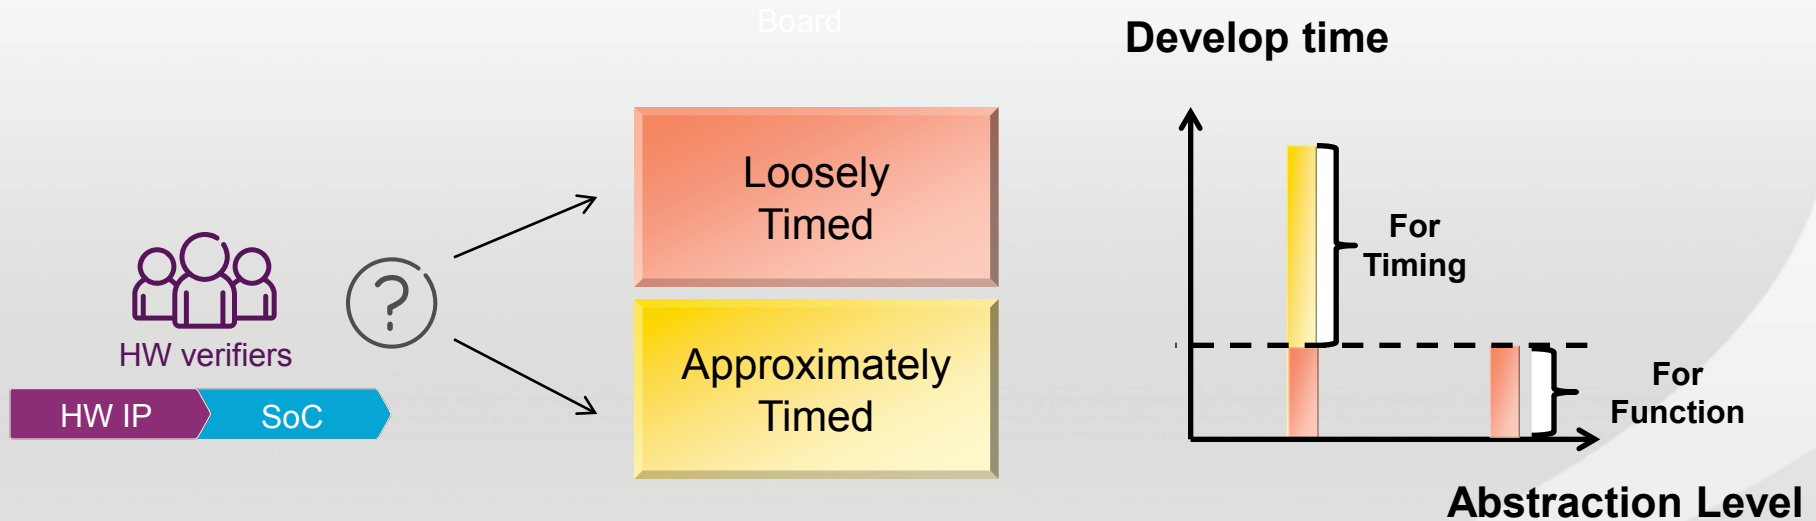 Board
Develop time
Loosely
Timed
For
Timing
?
HW verifiers
Approximately
Timed
For
Function
HW IP
SoC
Abstraction Level